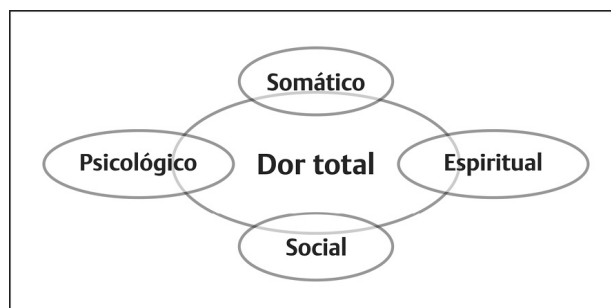 Somático
Psicológico
Dor total
Espiritual
Social